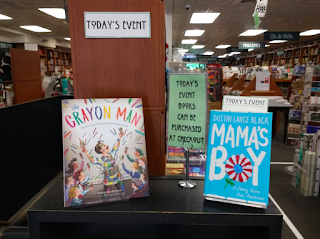 TODAY'S EVENT
TODAY'S
EVENT
BOOKS
CAN BE
PURCHASED
AT CHECKOUT
the
CRAYON MAN
TODAY'S EVENT
DUSTIN LANCE BLACK
MAMA'S
BOY